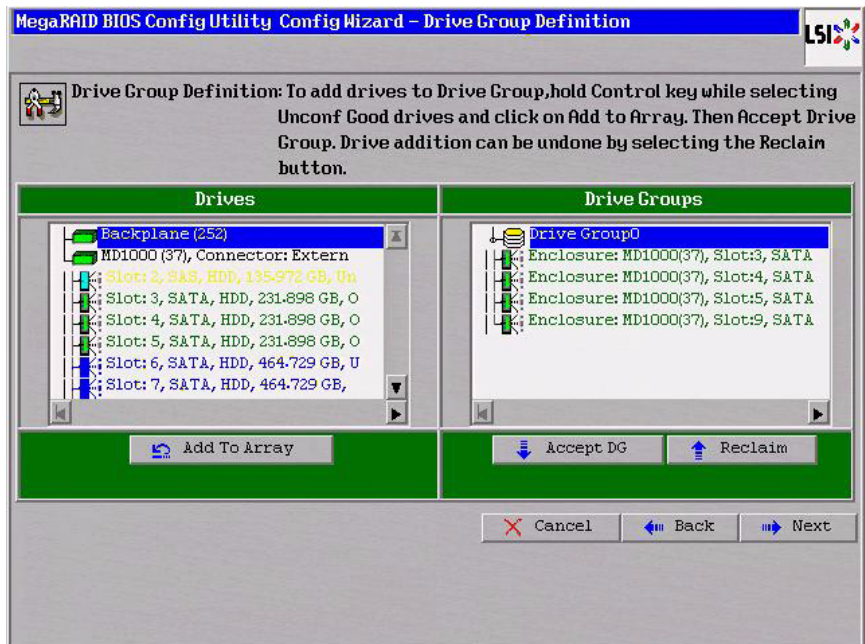 MegaRAID BIOS Config Utility Config Wizard – Drive Group Definition
LSI
Drive Group Definition: To add drives to Drive Group,hold Control key while selecting
Unconf Good drives and click on Add to Array. Then Accept Drive
Group. Drive addition can be undone by selecting the Reclaim
button.
Drives
Backplane (252)
MD1000 (37), Connector: Extern
Slot: 2, SAS, HDD, 135.972 GB, Un
Slot: 3, SATA, HDD, 231.898 GB, O
Slot: 4, SATA, HDD, 231.898 GB, O
Slot: 5, SATA, HDD, 231.898 GB, O
Slot: 6, SATA, HDD, 464.729 GB, U
Slot: 7, SATA, HDD, 464.729 GB,
Add To Array
Drive Groups
Drive Group0
Enclosure: MD1000(37), Slot:3, SATA
Enclosure: MD1000(37), Slot:4, SATA
Enclosure: MD1000(37), Slot:5, SATA
Enclosure: MD1000(37), Slot:9, SATA
Accept DG
Reclaim
Cancel
Back
Next